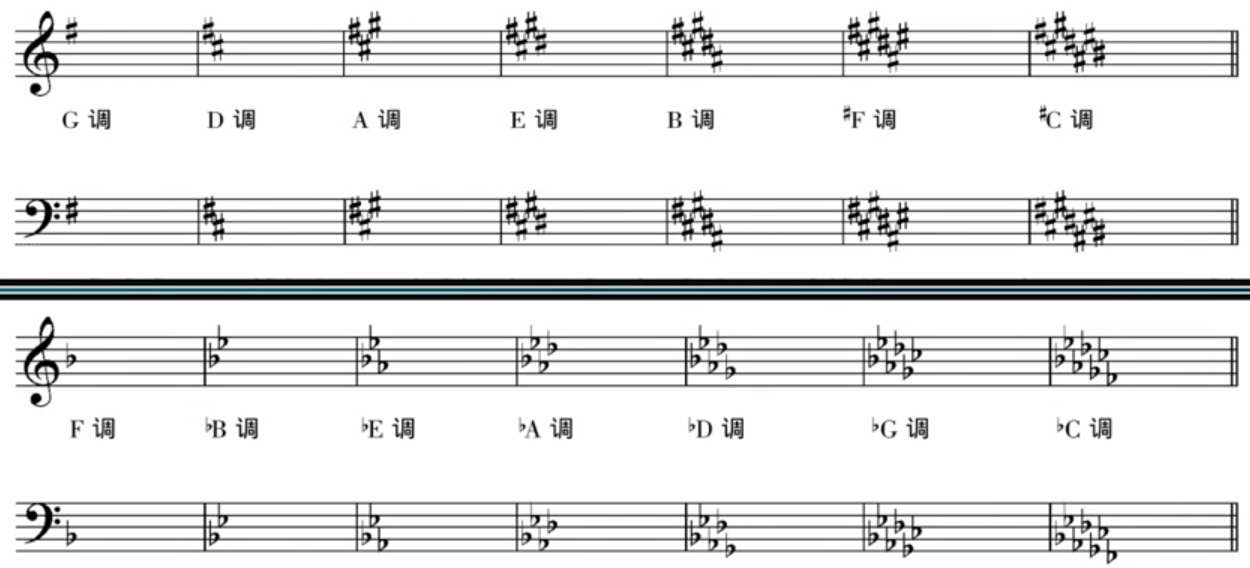 G 调 D 调 A 调 E 调 B 调 ♯F 调 ♯C 调
F 调 ♭B 调 ♭E 调 ♭A 调 ♭D 调 ♭G 调 ♭C 调